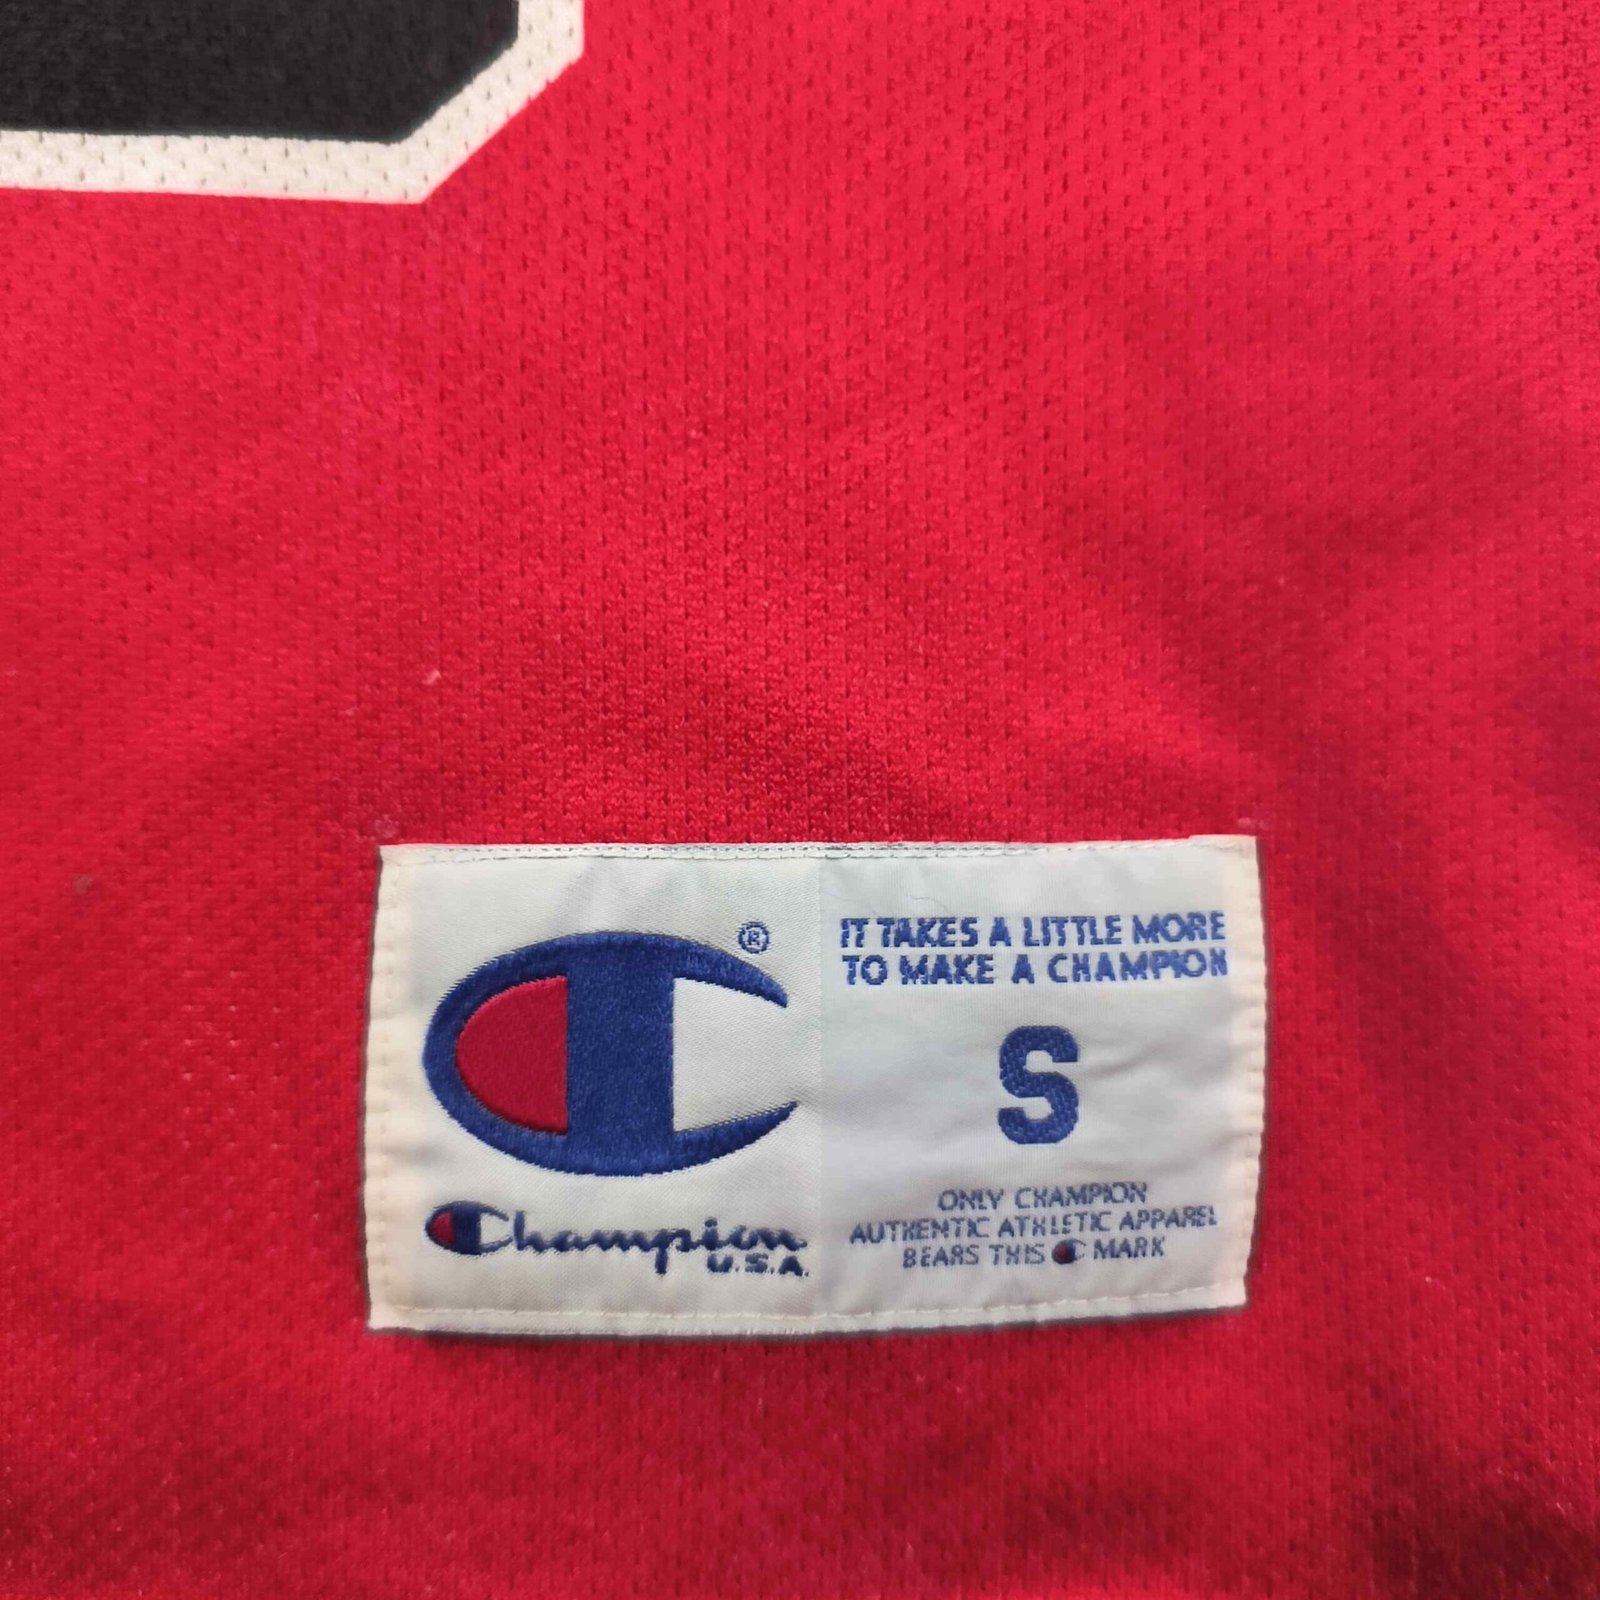 ®
IT TAKES A LITTLE MORE
TO MAKE A CHAMPION
S
Champion
U.S.A.
ONLY CHAMPION
AUTHENTIC ATHLETIC APPAREL
BEARS THIS C MARK